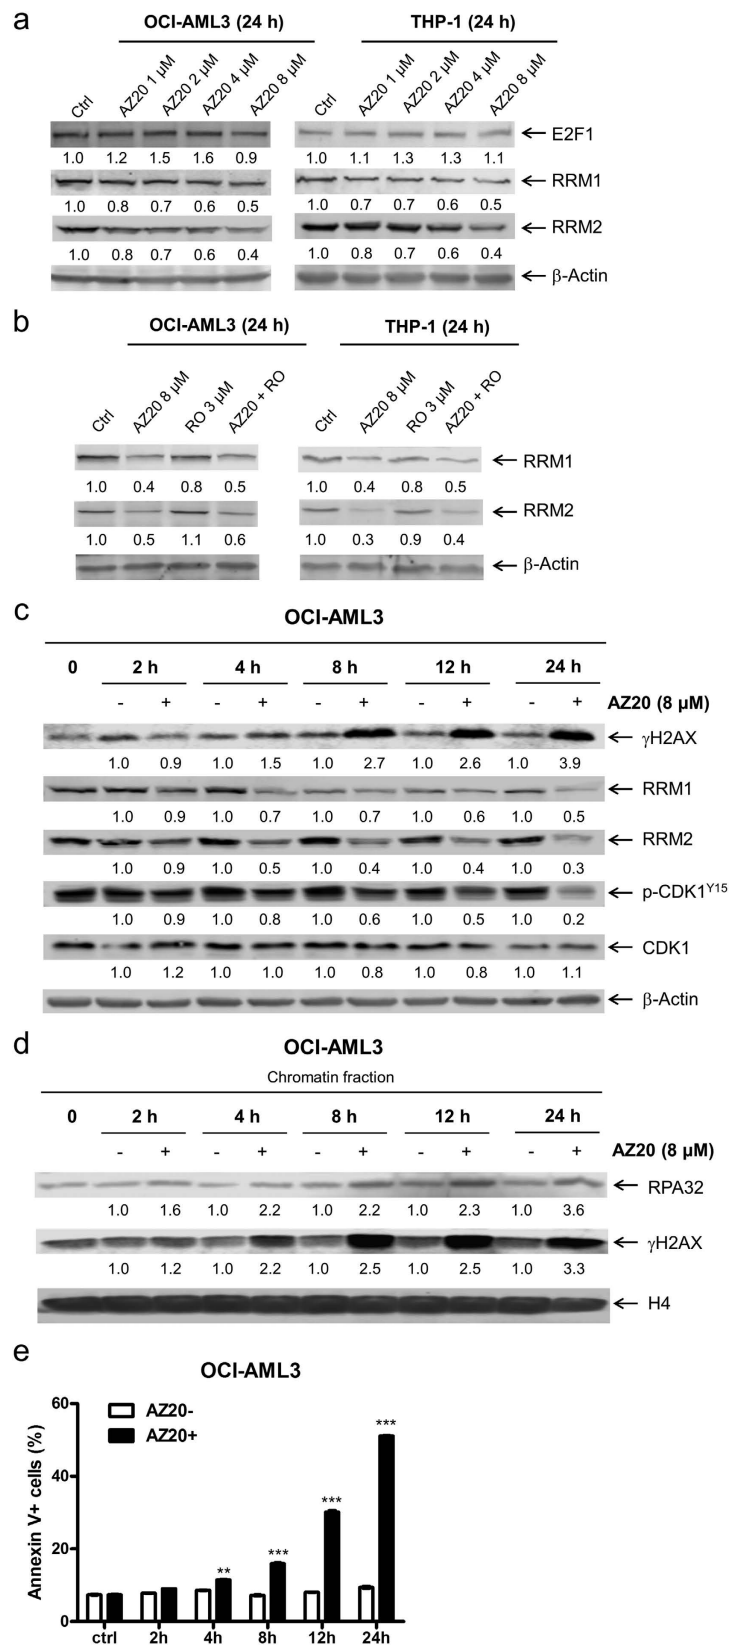 a
OCI-AML3 (24 h) THP-1 (24 h)
Ctrl AZ20 1 µM AZ20 2 µM AZ20 4 µM AZ20 8 µM Ctrl AZ20 1 µM AZ20 2 µM AZ20 4 µM AZ20 8 µM
E2F1
1.0 1.2 1.5 1.6 0.9 1.0 1.1 1.3 1.3 1.1
RRM1
1.0 0.8 0.7 0.6 0.5 1.0 0.7 0.7 0.6 0.5
RRM2
1.0 0.8 0.7 0.6 0.4 1.0 0.8 0.7 0.6 0.4
β-Actin
b
OCI-AML3 (24 h) THP-1 (24 h)
Ctrl AZ20 8 µM RO 3 µM AZ20 + RO Ctrl AZ20 8 µM RO 3 µM AZ20 + RO
RRM1
1.0 0.4 0.8 0.5 1.0 0.4 0.8 0.5
RRM2
1.0 0.5 1.1 0.6 1.0 0.3 0.9 0.4
β-Actin
c
OCI-AML3
0 2 h 4 h 8 h 12 h 24 h
- + - + - + - + - + AZ20 (8 µM)
γH2AX
1.0 0.9 1.0 1.5 1.0 2.7 1.0 2.6 1.0 3.9
RRM1
1.0 0.9 1.0 0.7 1.0 0.7 1.0 0.6 1.0 0.5
RRM2
1.0 0.9 1.0 0.5 1.0 0.4 1.0 0.4 1.0 0.3
p-CDK1Y15
1.0 0.9 1.0 0.8 1.0 0.6 1.0 0.5 1.0 0.2
CDK1
1.0 1.2 1.0 1.0 1.0 0.8 1.0 0.8 1.0 1.1
β-Actin
d
OCI-AML3
Chromatin fraction
0 2 h 4 h 8 h 12 h 24 h
- + - + - + - + - + AZ20 (8 µM)
RPA32
1.0 1.6 1.0 2.2 1.0 2.2 1.0 2.3 1.0 3.6
γH2AX
1.0 1.2 1.0 2.2 1.0 2.5 1.0 2.5 1.0 3.3
H4
e
OCI-AML3
Annexin V+ cells (%)
60
40
20
0
AZ20-
AZ20+
** *** *** ***
ctrl 2h 4h 8h 12h 24h